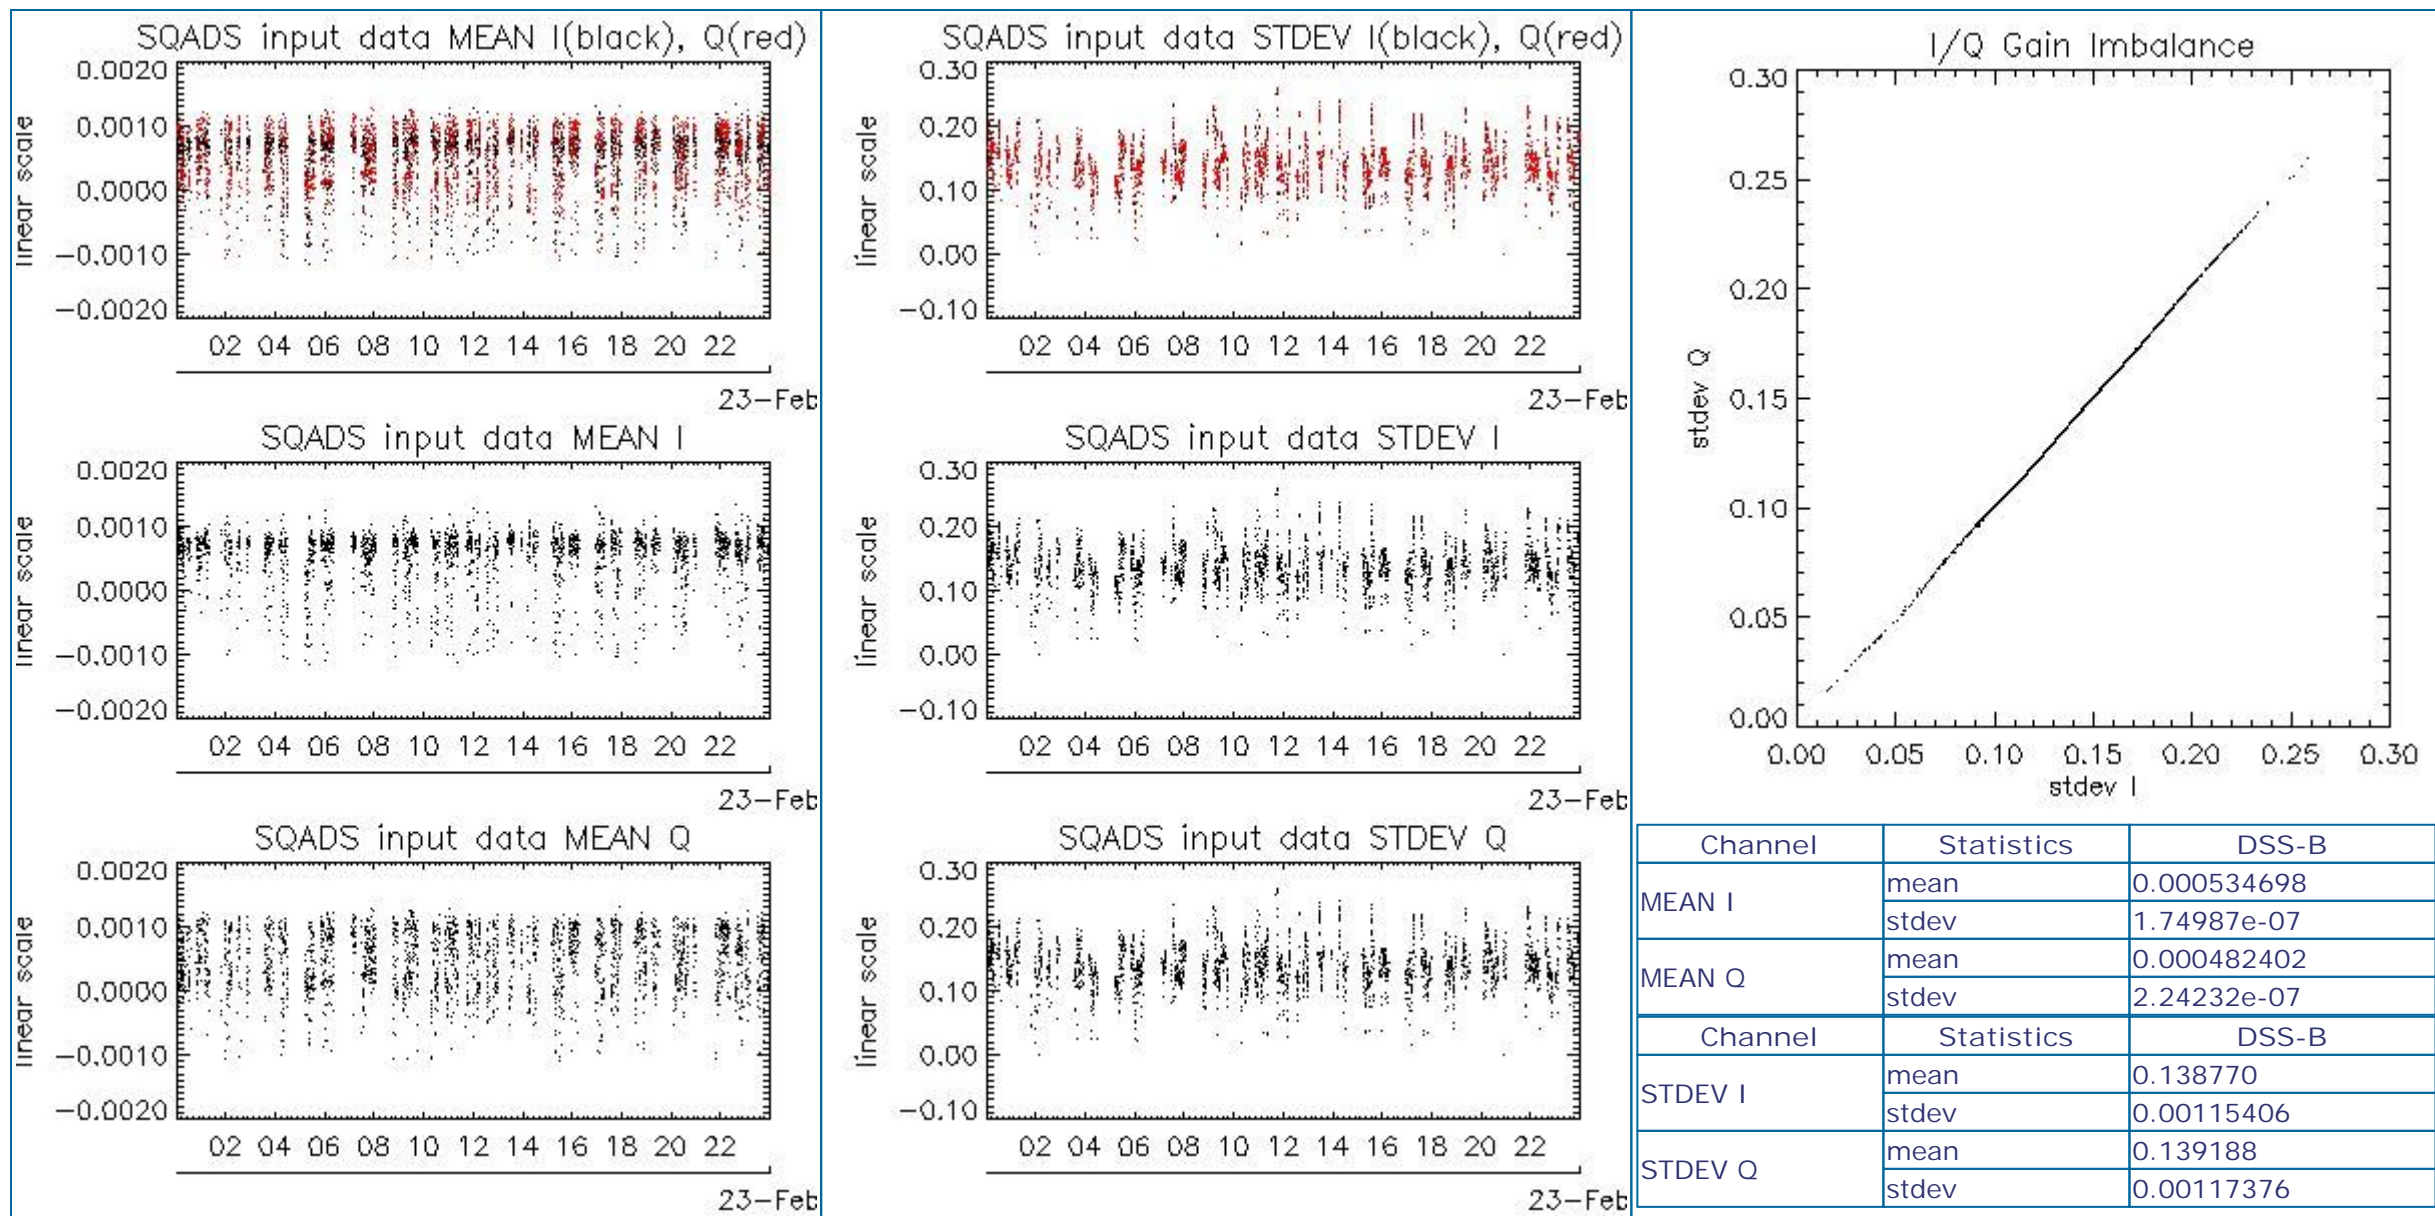 SQADS input data MEAN I(black), Q(red)
linear scale
0.0020
0.0010
0.0000
−0.0010
−0.0020
02 04 06 08 10 12 14 16 18 20 22
23−Feb
SQADS input data MEAN I
linear scale
0.0020
0.0010
0.0000
−0.0010
−0.0020
02 04 06 08 10 12 14 16 18 20 22
23−Feb
SQADS input data MEAN Q
linear scale
0.0020
0.0010
0.0000
−0.0010
−0.0020
02 04 06 08 10 12 14 16 18 20 22
23−Feb
SQADS input data STDEV I(black), Q(red)
linear scale
0.30
0.20
0.10
0.00
−0.10
02 04 06 08 10 12 14 16 18 20 22
23−Feb
SQADS input data STDEV I
linear scale
0.30
0.20
0.10
0.00
−0.10
02 04 06 08 10 12 14 16 18 20 22
23−Feb
SQADS input data STDEV Q
linear scale
0.30
0.20
0.10
0.00
−0.10
02 04 06 08 10 12 14 16 18 20 22
23−Feb
I/Q Gain Imbalance
stdev Q
0.30
0.25
0.20
0.15
0.10
0.05
0.00
0.00 0.05 0.10 0.15 0.20 0.25 0.30
stdev I
Channel Statistics DSS-B
MEAN I mean 0.000534698
stdev 1.74987e-07
MEAN Q mean 0.000482402
stdev 2.24232e-07
Channel Statistics DSS-B
STDEV I mean 0.138770
stdev 0.00115406
STDEV Q mean 0.139188
stdev 0.00117376